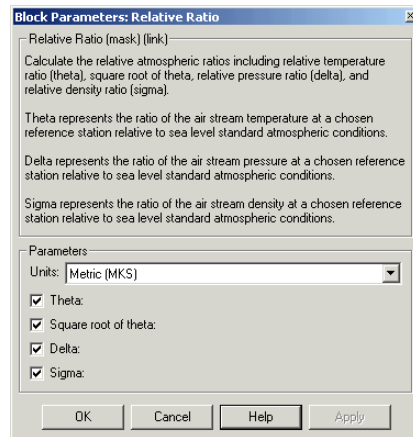 Block Parameters: Relative Ratio
Relative Ratio (mask) (link)
Calculate the relative atmospheric ratios including relative temperature
ratio (theta), square root of theta, relative pressure ratio (delta), and
relative density ratio (sigma).
Theta represents the ratio of the air stream temperature at a chosen
reference station relative to sea level standard atmospheric conditions.
Delta represents the ratio of the air stream pressure at a chosen reference
station relative to sea level standard atmospheric conditions.
Sigma represents the ratio of the air stream density at a chosen reference
station relative to sea level standard atmospheric conditions.
Parameters
Units: Metric (MKS)
Theta:
Square root of theta:
Delta:
Sigma:
OK Cancel Help Apply